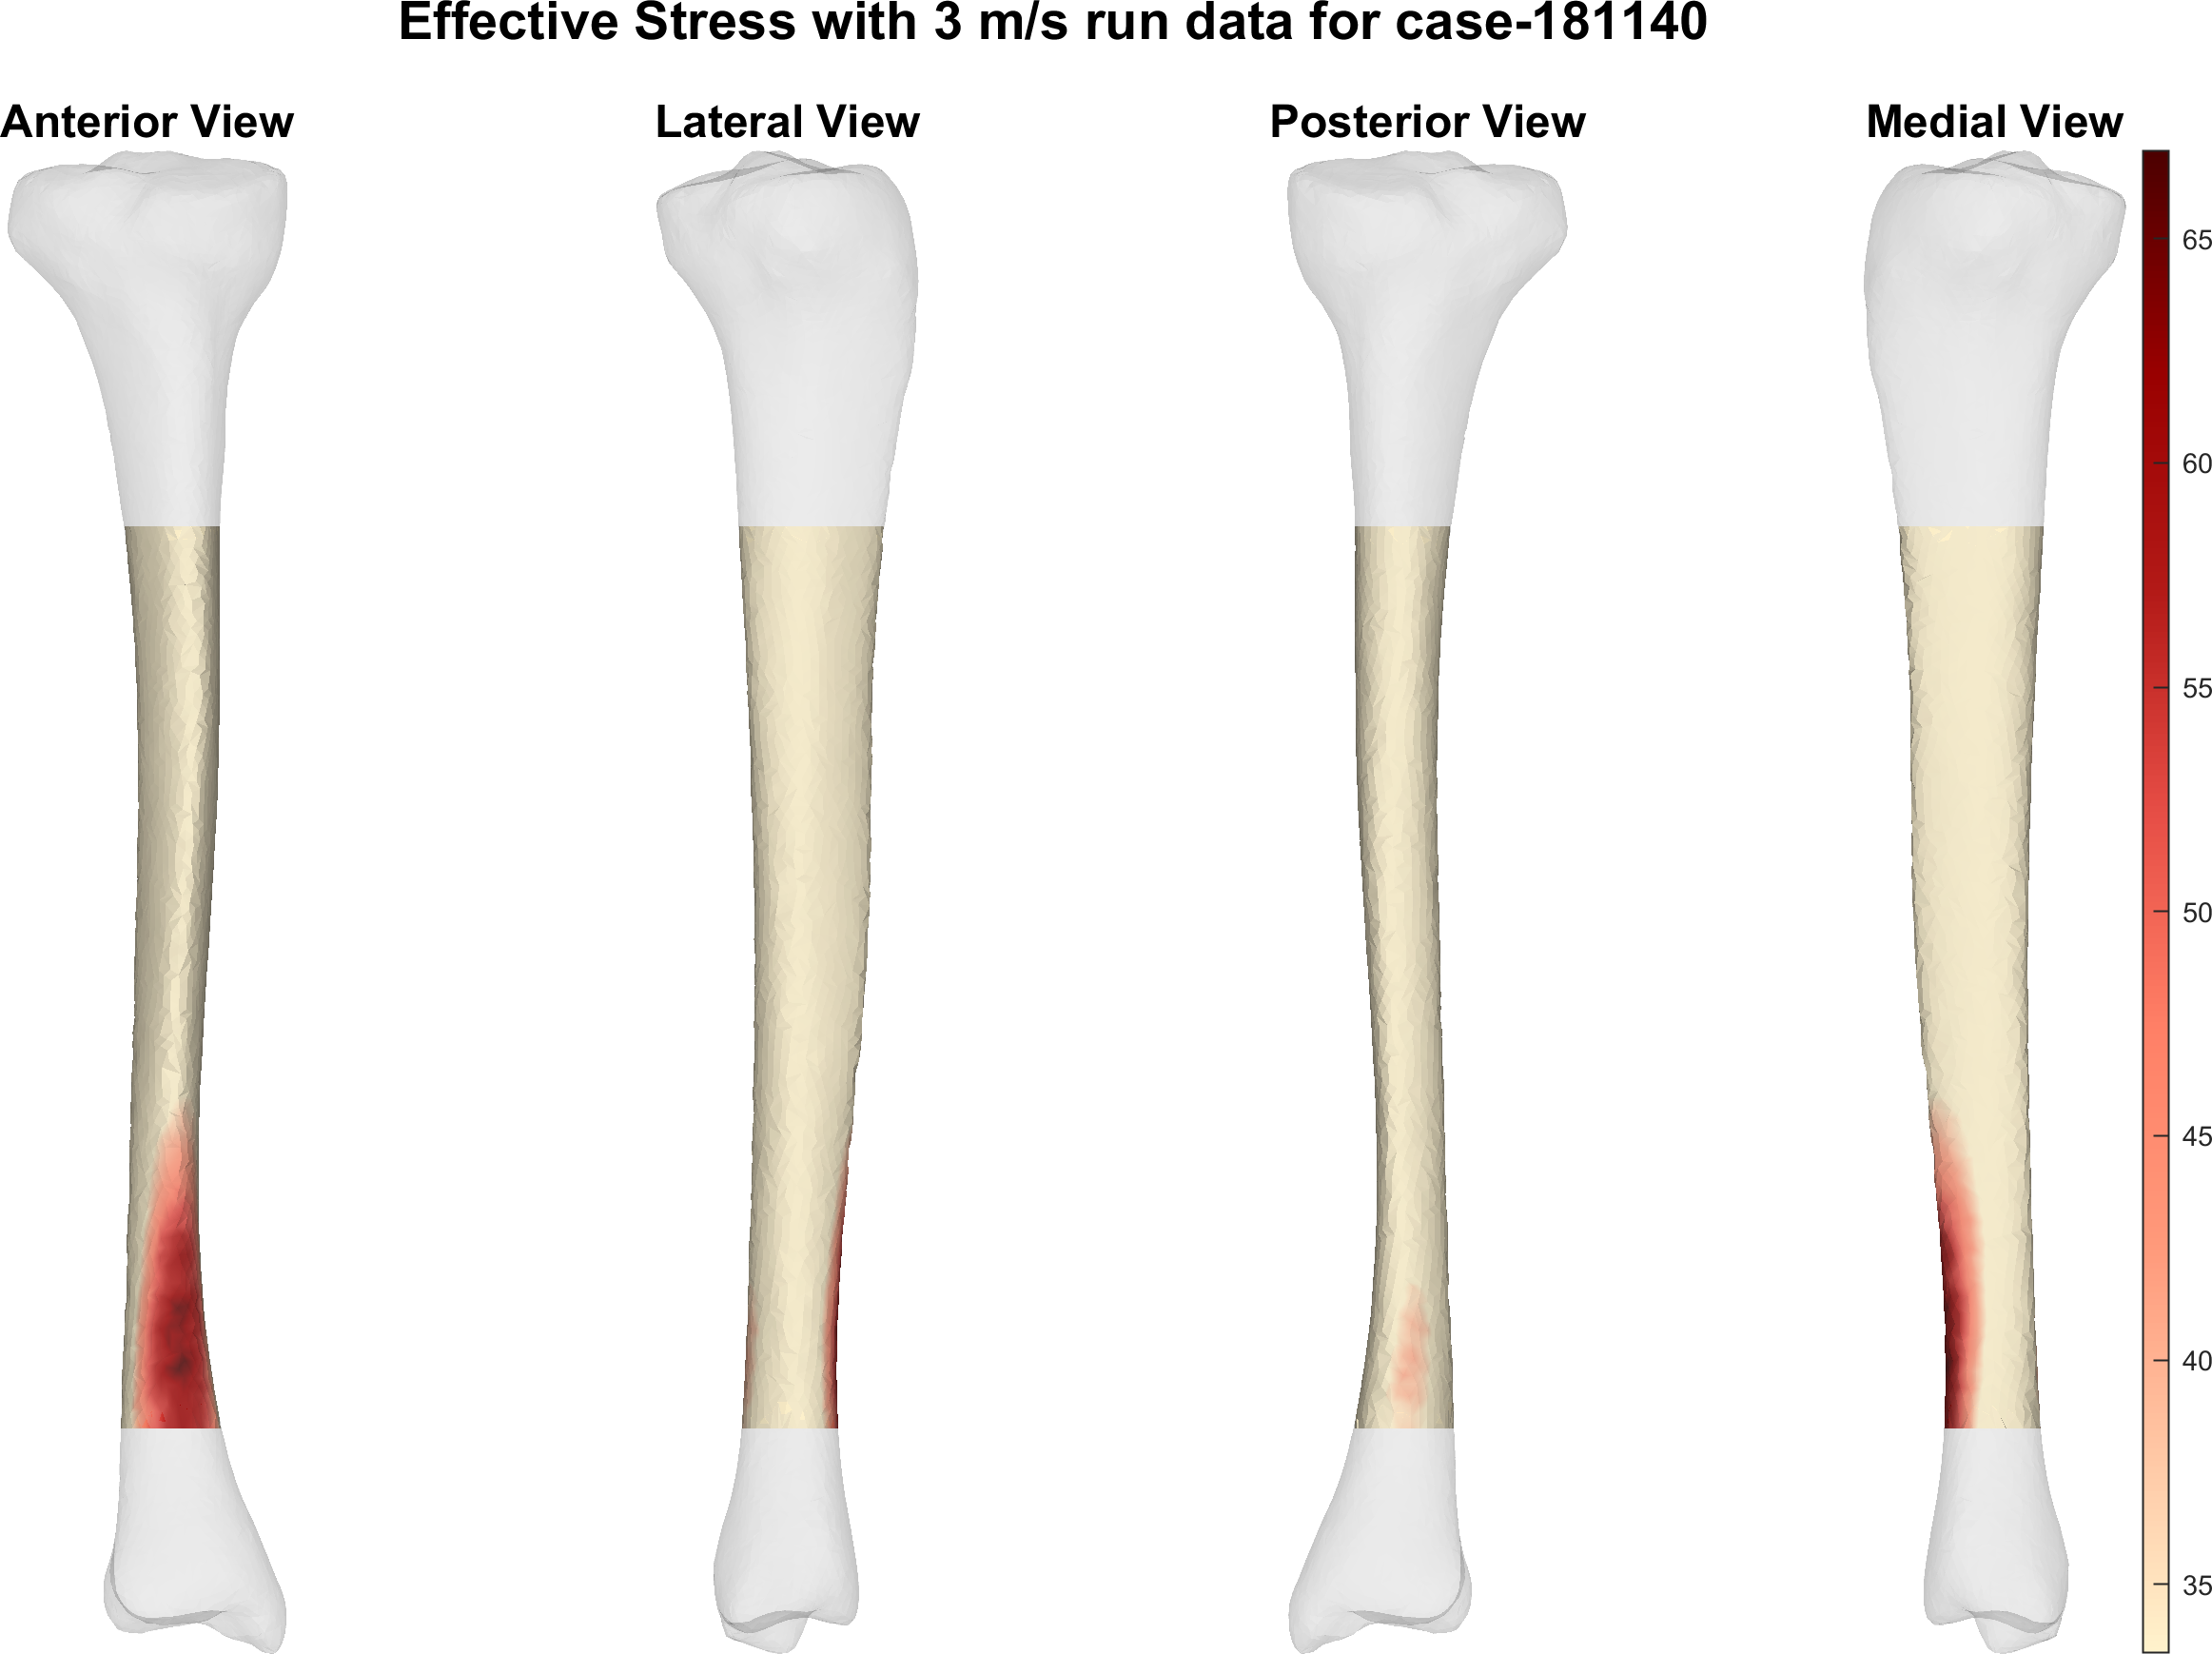 Effective Stress with 3 m/s run data for case-181140
Anterior View
Lateral View
Posterior View
Medial View
65
60
55
50
45
40
35